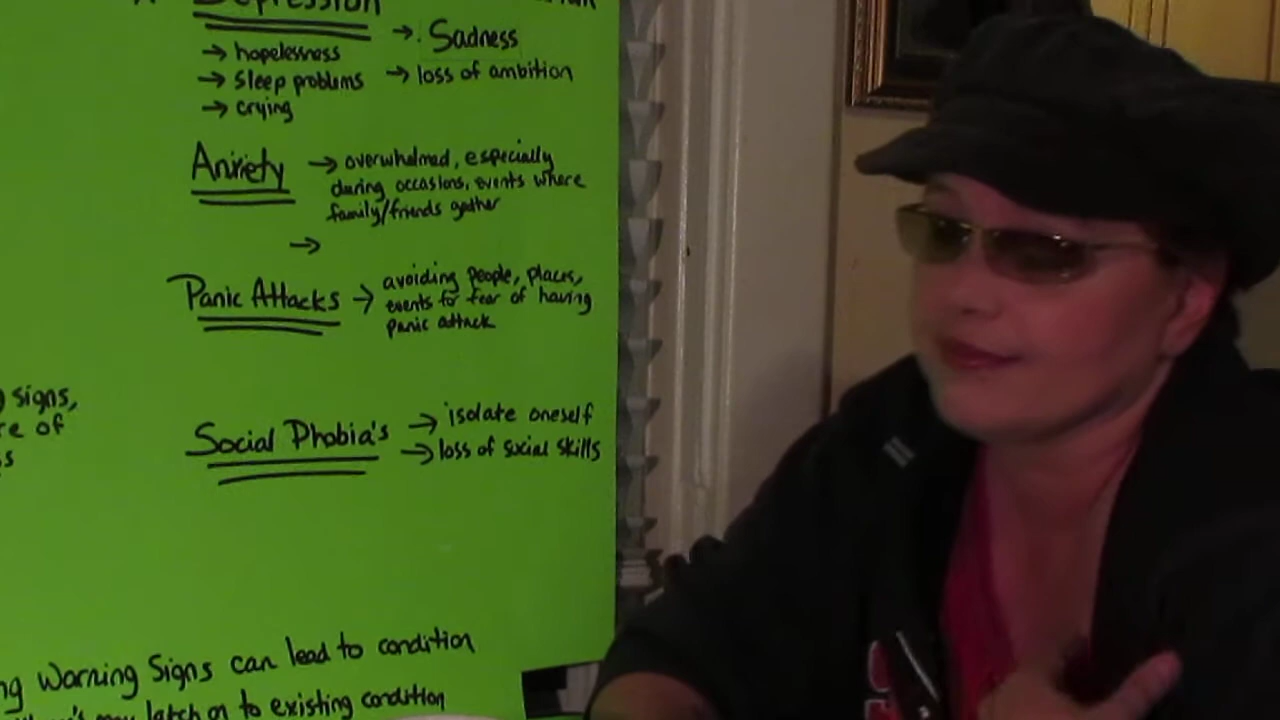 Depression
→ hopelessness
→ sleep problems
→ crying
→ Sadness
→ loss of ambition
Anxiety → overwhelmed, especially
during occasions, events where
family/friends gather
→
Panic Attacks → avoiding people, places,
events for fear of having
panic attack
signs,
of
Social Phobia's → isolate oneself
→ loss of social skills
Warning Signs can lead to condition
may latch on to existing condition